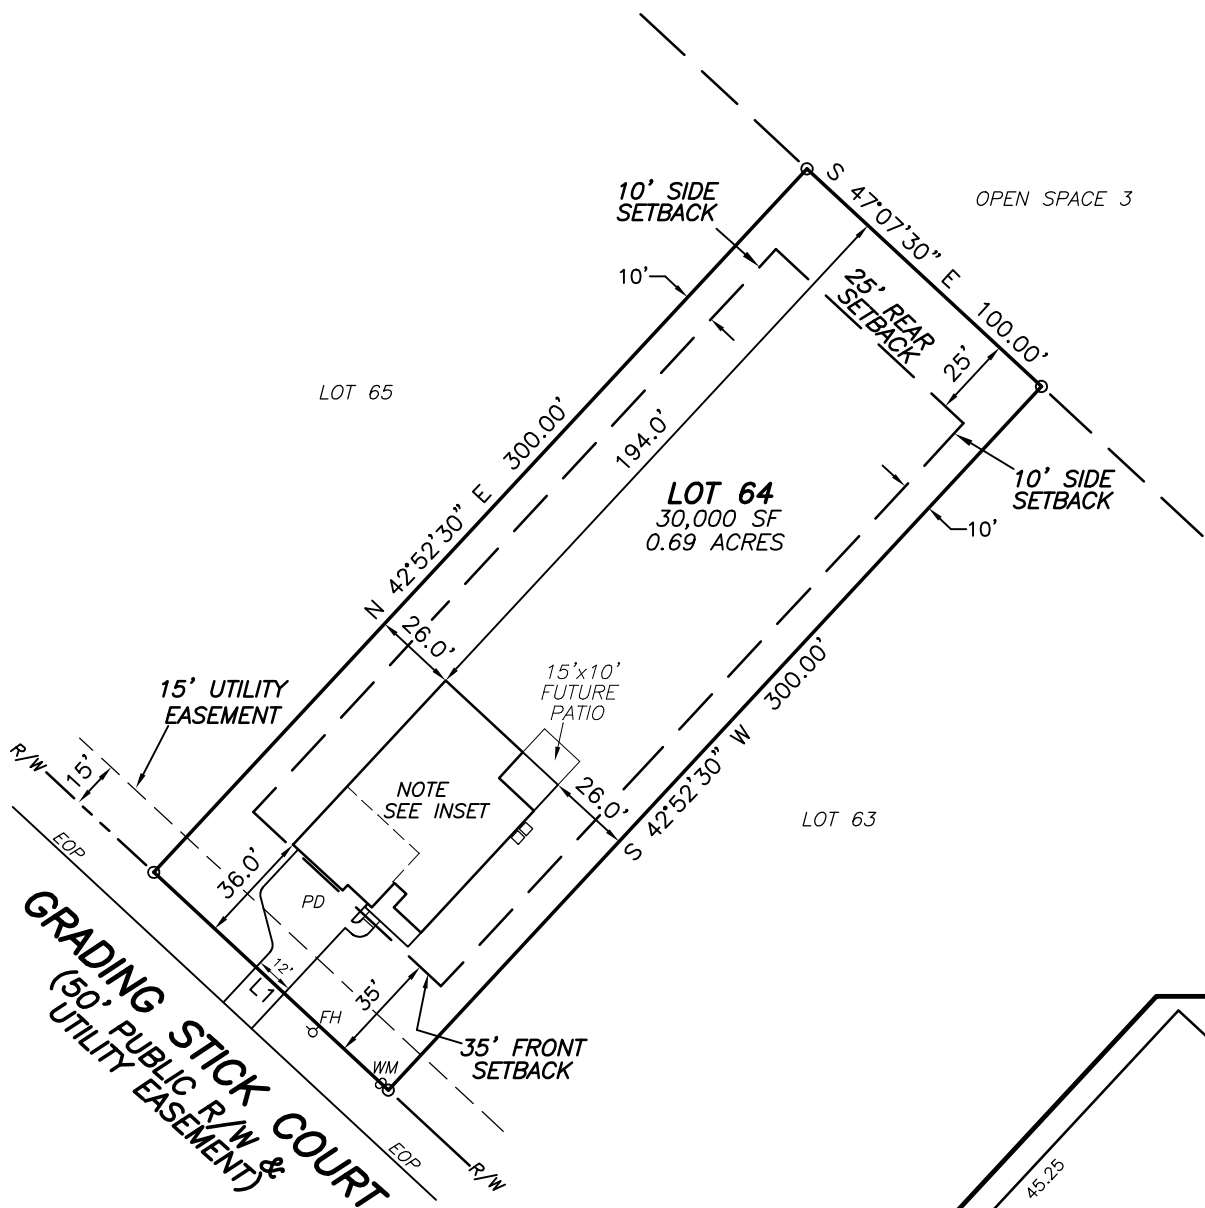 S 47°07'30" E 100.00'
OPEN SPACE 3
10' SIDE
SETBACK
10'
25' REAR
SETBACK
25'
LOT 65
N 42°52'30" E 300.00'
194.0'
LOT 64
30,000 SF
0.69 ACRES
10' SIDE
SETBACK
10'
26.0'
15'x10'
FUTURE
PATIO
15' UTILITY
EASEMENT
R/W
15'
NOTE
SEE INSET
26.0'
S 42°52'30" W 300.00'
LOT 63
EOP
36.0'
PD
12'
L1
35'
FH
WM
35' FRONT
SETBACK
GRADING STICK COURT
(50' PUBLIC R/W &
UTILITY EASEMENT)
EOP
R/W
45.25